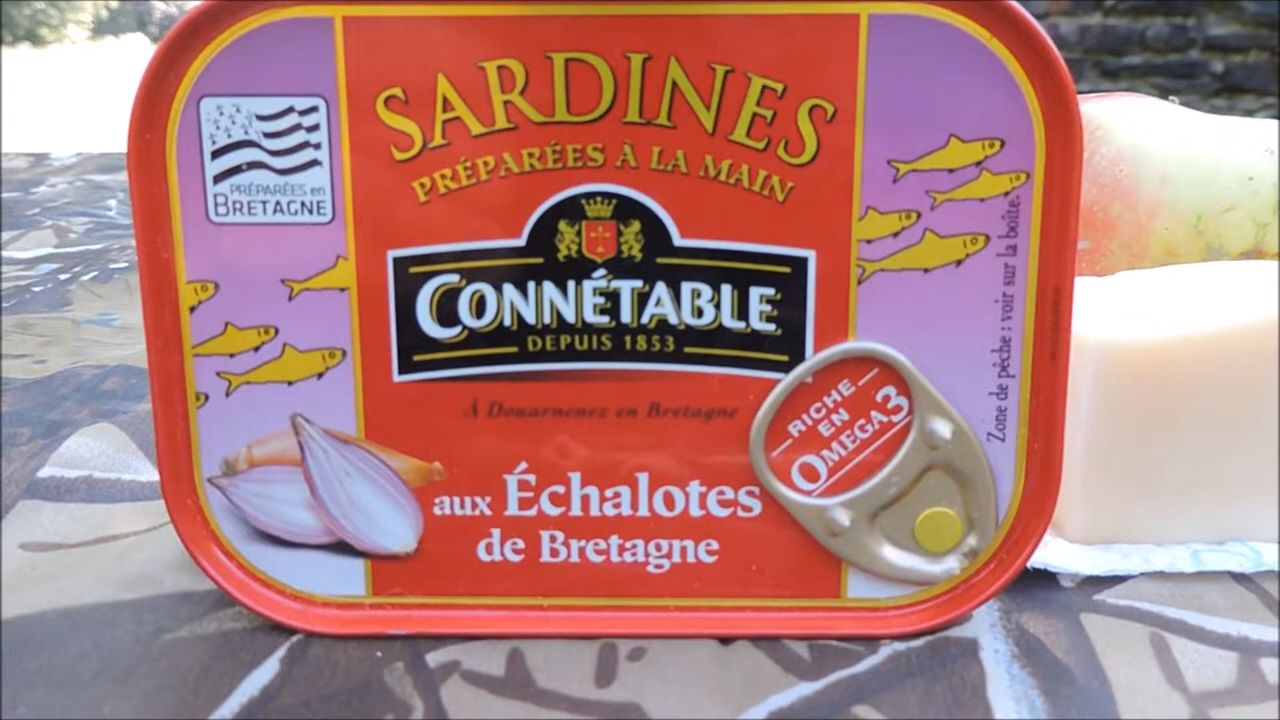 SARDINES
PRÉPARÉES À LA MAIN
PRÉPARÉES en
BRETAGNE
CONNÉTABLE
DEPUIS 1853
À Douarnenez en Bretagne
RICHE
EN
OMEGA3
aux Échalotes
de Bretagne
Zone de pêche : voir sur la boîte.